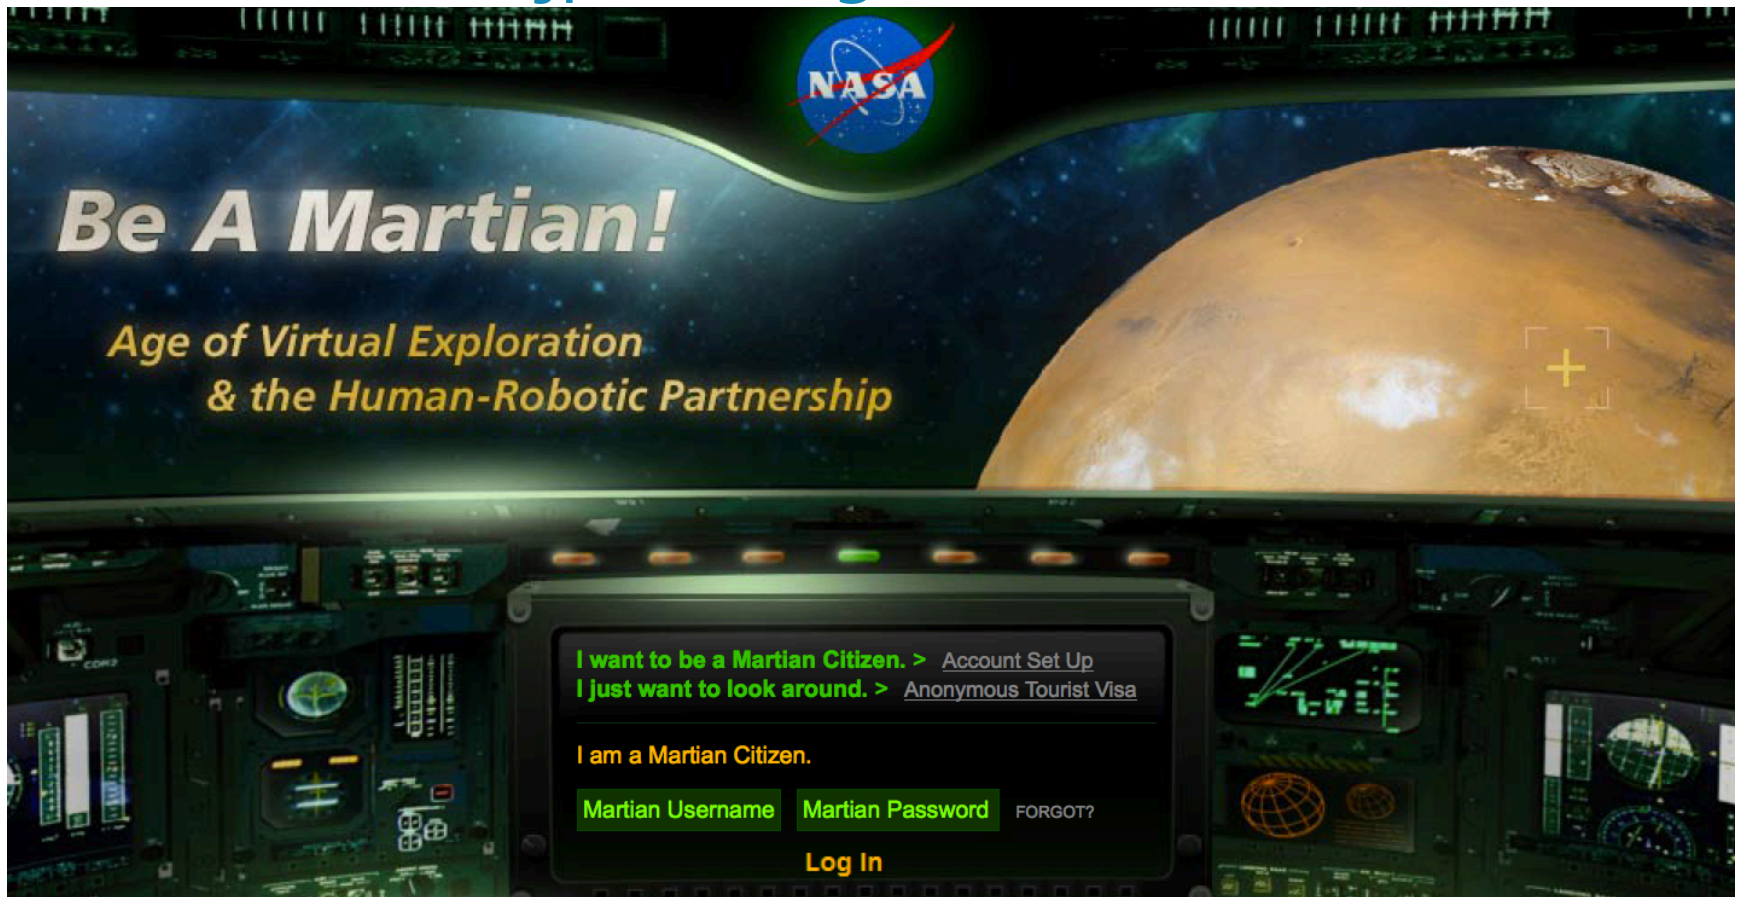 NASA
Be A Martian!
Age of Virtual Exploration
& the Human-Robotic Partnership
I want to be a Martian Citizen. > Account Set Up
I just want to look around. > Anonymous Tourist Visa
I am a Martian Citizen.
Martian Username Martian Password FORGOT?
Log In